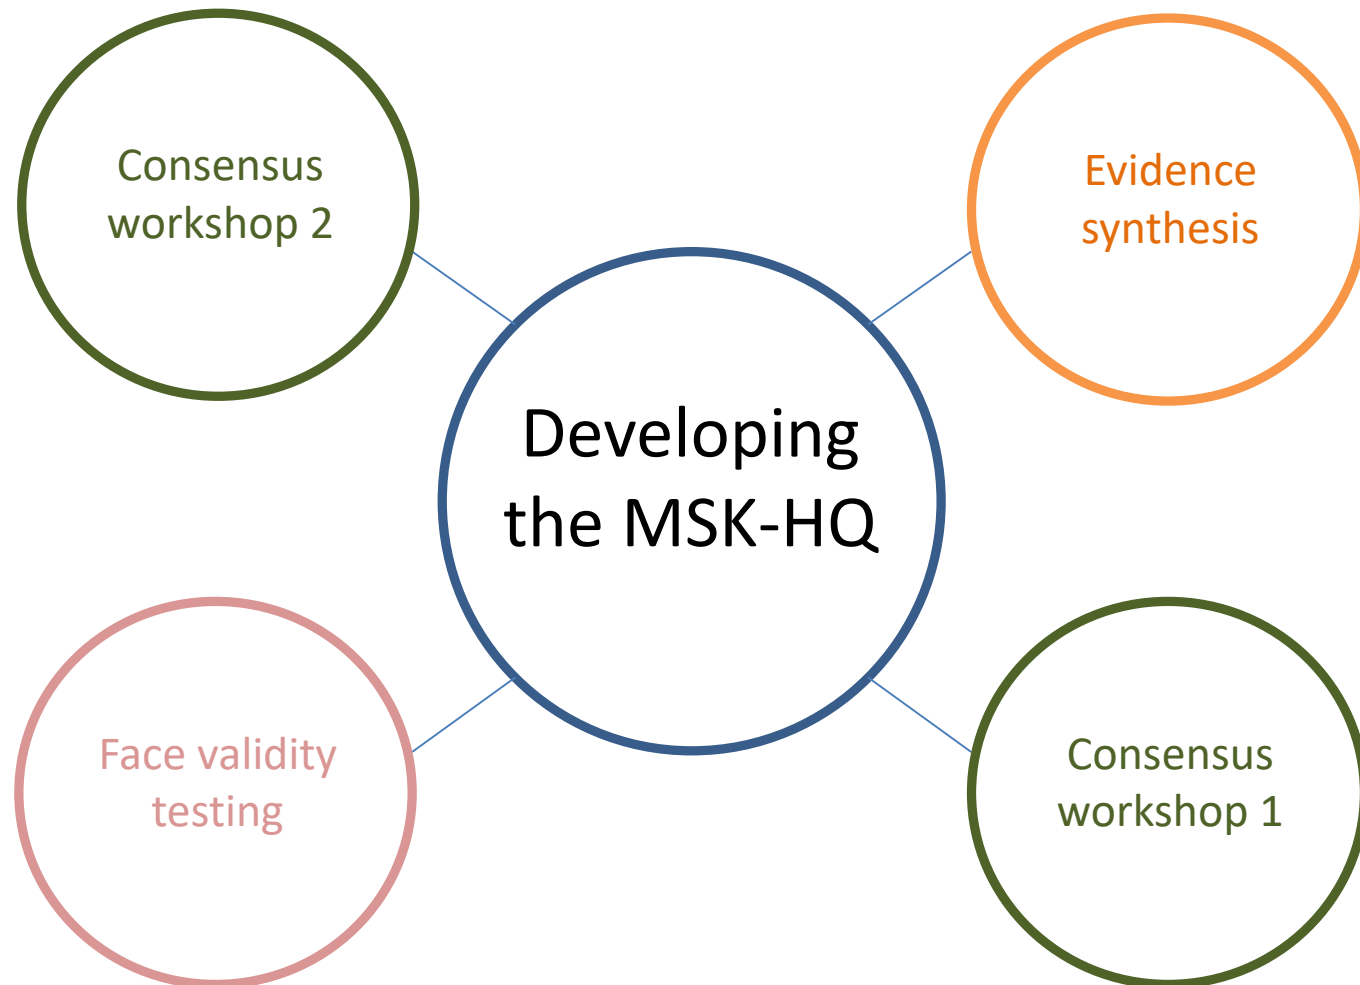 Consensus
workshop 2
Evidence
synthesis
Developing
the MSK-HQ
Face validity
testing
Consensus
workshop 1